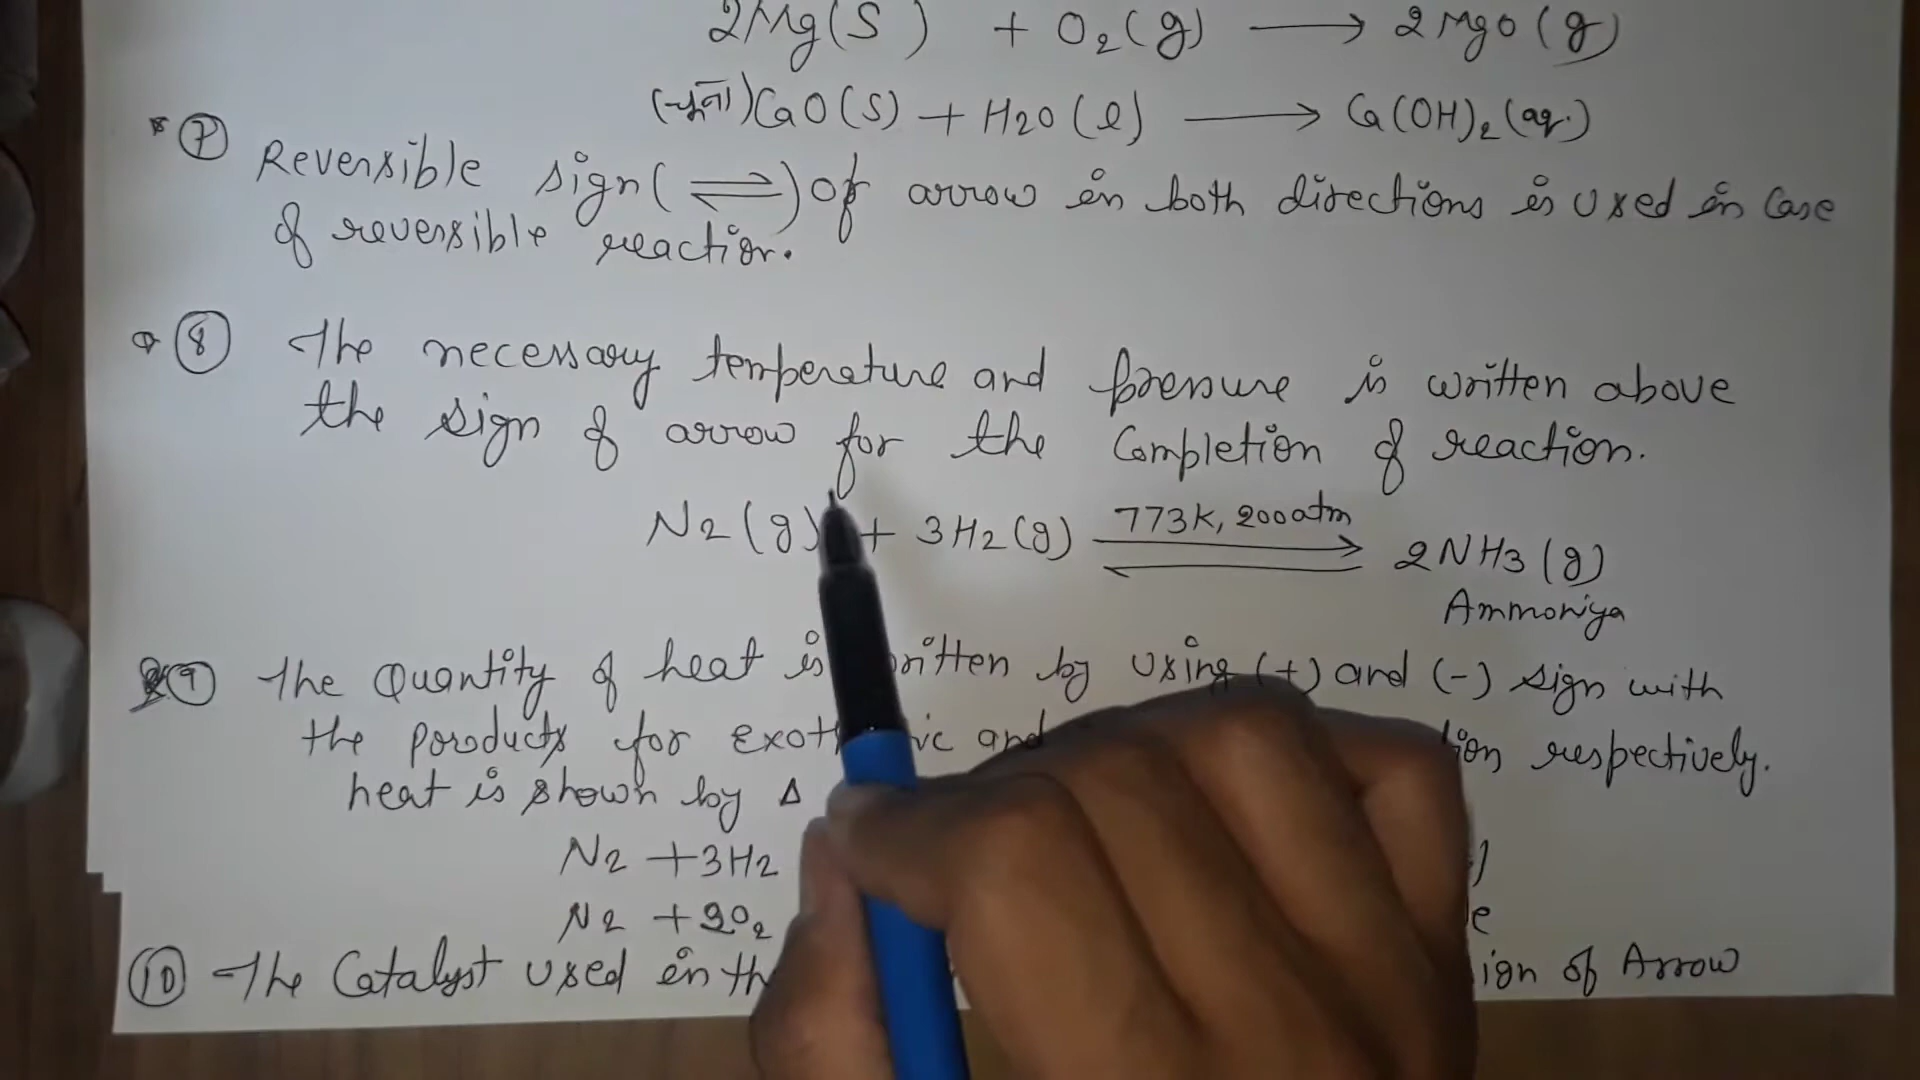 2Mg(S) + O₂(g) ⟶ 2MgO(g)
(चूना)CaO(S) + H2O(l) ⟶ Ca(OH)₂(aq.)
⑦ Reversible sign(⇌) of arrow in both directions is used in Case
of reversible reaction.
⑧ The necessary temperature and pressure is written above
the sign of arrow for the Completion of reaction.
773K, 200atm
N2(g) + 3H2(g) ⇌ 2NH3(g)
Ammoniya
⑨ The Quantity of heat is written by using (+) and (-) sign with
the products for and respectively.
heat is shown by Δ
N2 +3H2
N2 +2O₂
⑩ The Catalyst used in of Arrow